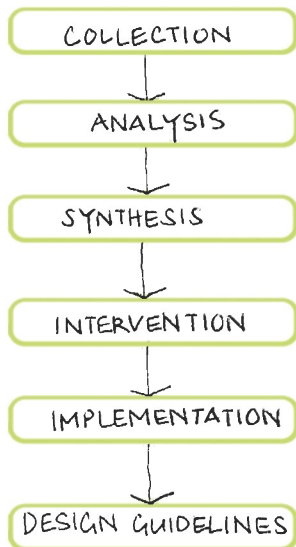 COLLECTION
ANALYSIS
SYNTHESIS
INTERVENTION
IMPLEMENTATION
DESIGN GUIDELINES